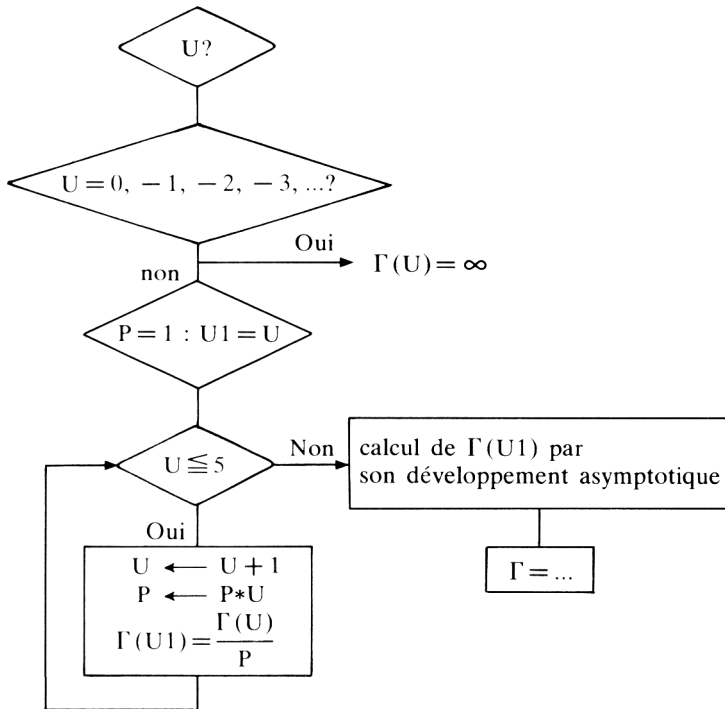 U?
U = 0, − 1, − 2, − 3, ...?
Oui
Γ(U) = ∞
non
P = 1 : U1 = U
U ≦ 5
Non
calcul de Γ(U1) par
son développement asymptotique
Oui
U ← U + 1
P ← P*U
Γ(U1) = Γ(U)
P
Γ = ...